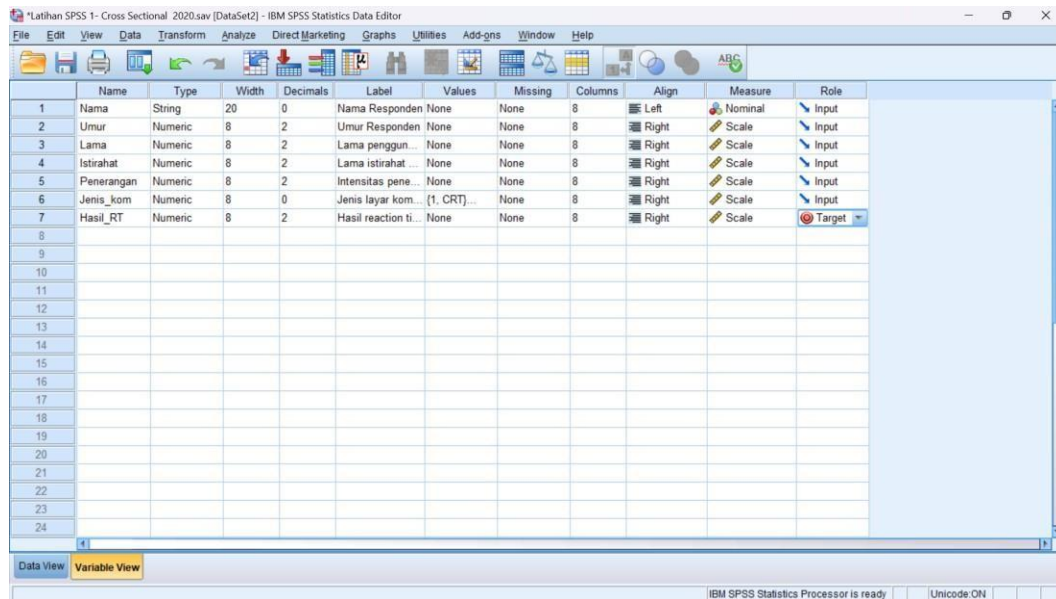 *Latihan SPSS 1- Cross Sectional 2020.sav [DataSet2] - IBM SPSS Statistics Data Editor
File Edit View Data Transform Analyze Direct Marketing Graphs Utilities Add-ons Window Help
Name Type Width Decimals Label Values Missing Columns Align Measure Role
1 Nama String 20 0 Nama Responden None None 8 Left Nominal Input
2 Umur Numeric 8 2 Umur Responden None None 8 Right Scale Input
3 Lama Numeric 8 2 Lama penggun... None None 8 Right Scale Input
4 Istirahat Numeric 8 2 Lama istirahat ... None None 8 Right Scale Input
5 Penerangan Numeric 8 2 Intensitas pene... None None 8 Right Scale Input
6 Jenis_kom Numeric 8 0 Jenis layar kom... {1, CRT}... None 8 Right Scale Input
7 Hasil_RT Numeric 8 2 Hasil reaction ti... None None 8 Right Scale Target
8
9
10
11
12
13
14
15
16
17
18
19
20
21
22
23
24
Data View Variable View
IBM SPSS Statistics Processor is ready Unicode:ON